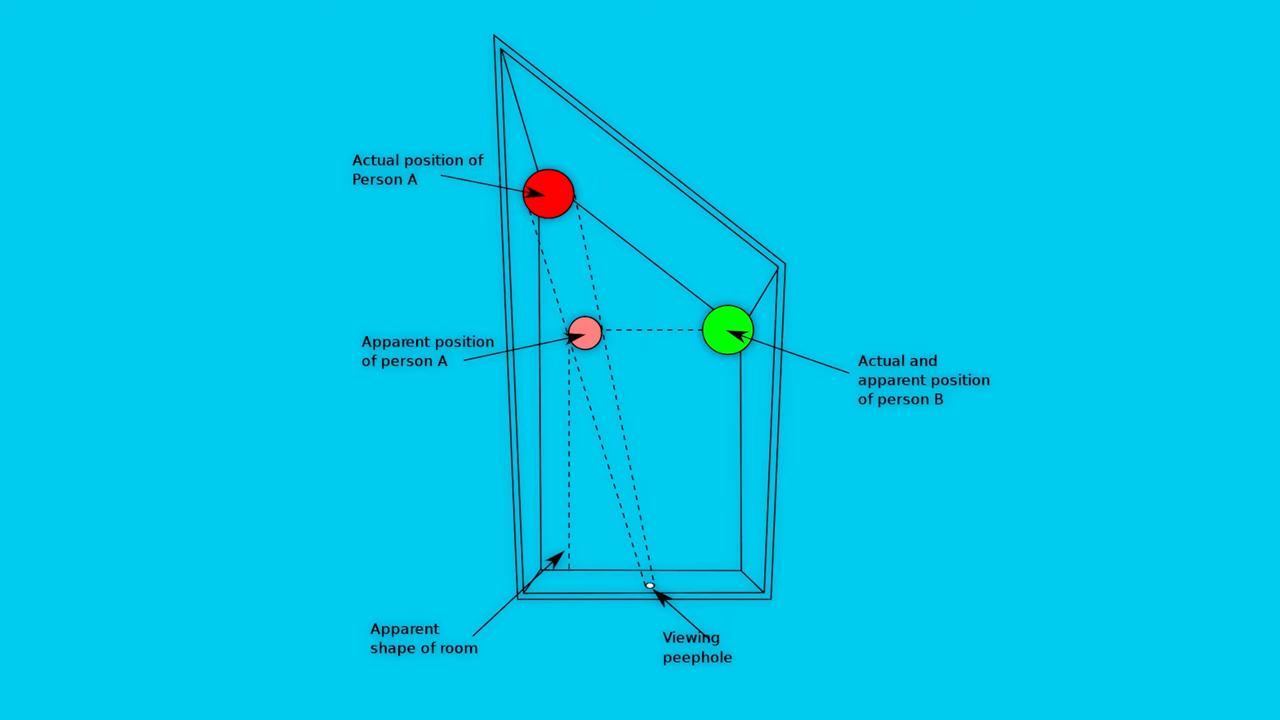 Actual position of
Person A
Apparent position
of person A
Actual and
apparent position
of person B
Apparent
shape of room
Viewing
peephole